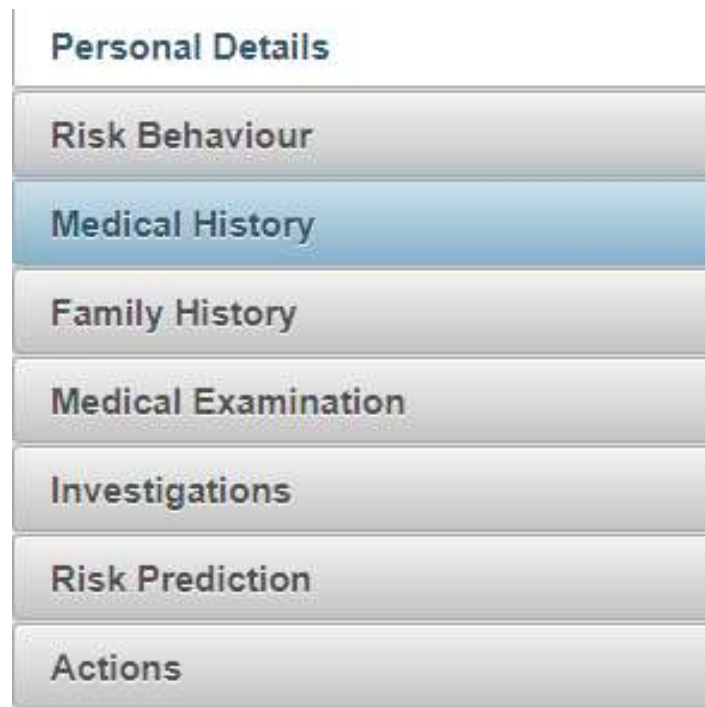 Personal Details
Risk Behaviour
Medical History
Family History
Medical Examination
Investigations
Risk Prediction
Actions